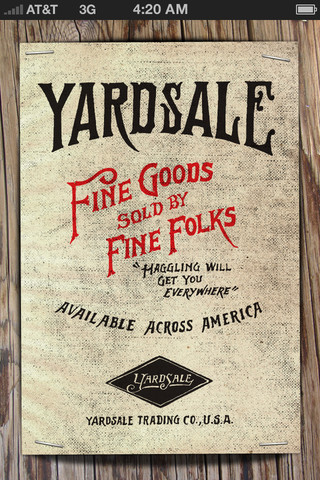 AT&T 3G 4:20 AM
YARDSALE
FINE GOODS
SOLD BY
FINE FOLKS
"HAGGLING WILL
GET YOU
EVERYWHERE"
AVAILABLE ACROSS AMERICA
YARDSALE
YARDSALE TRADING CO., U.S.A.